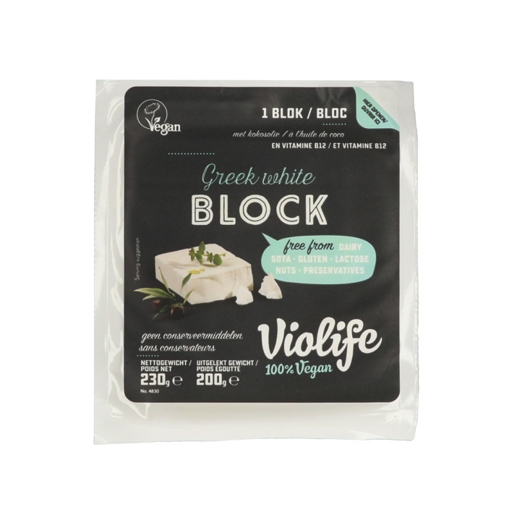 Vegan
1 BLOK / BLOC
met kokosolie / à l'huile de coco
EN VITAMINE B12 / ET VITAMINE B12
Greek white
BLOCK
free from DAIRY
SOYA - GLUTEN - LACTOSE
NUTS - PRESERVATIVES
Serving suggestion
geen conserveermiddelen
sans conservateurs
Violife
100% Vegan
NETTOGEWICHT /
POIDS NET
230g e
UITGELEKT GEWICHT /
POIDS ÉGOUTTÉ
200g e
No. 4830